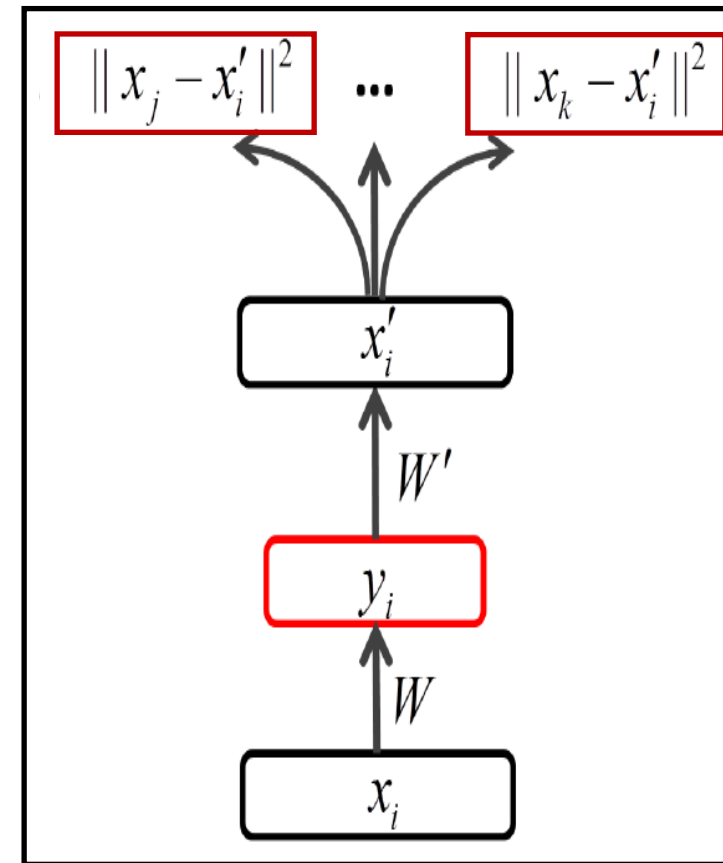 ‖ x_j − x'_i ‖² ... ‖ x_k − x'_i ‖²
x'_i
W'
y_i
W
x_i